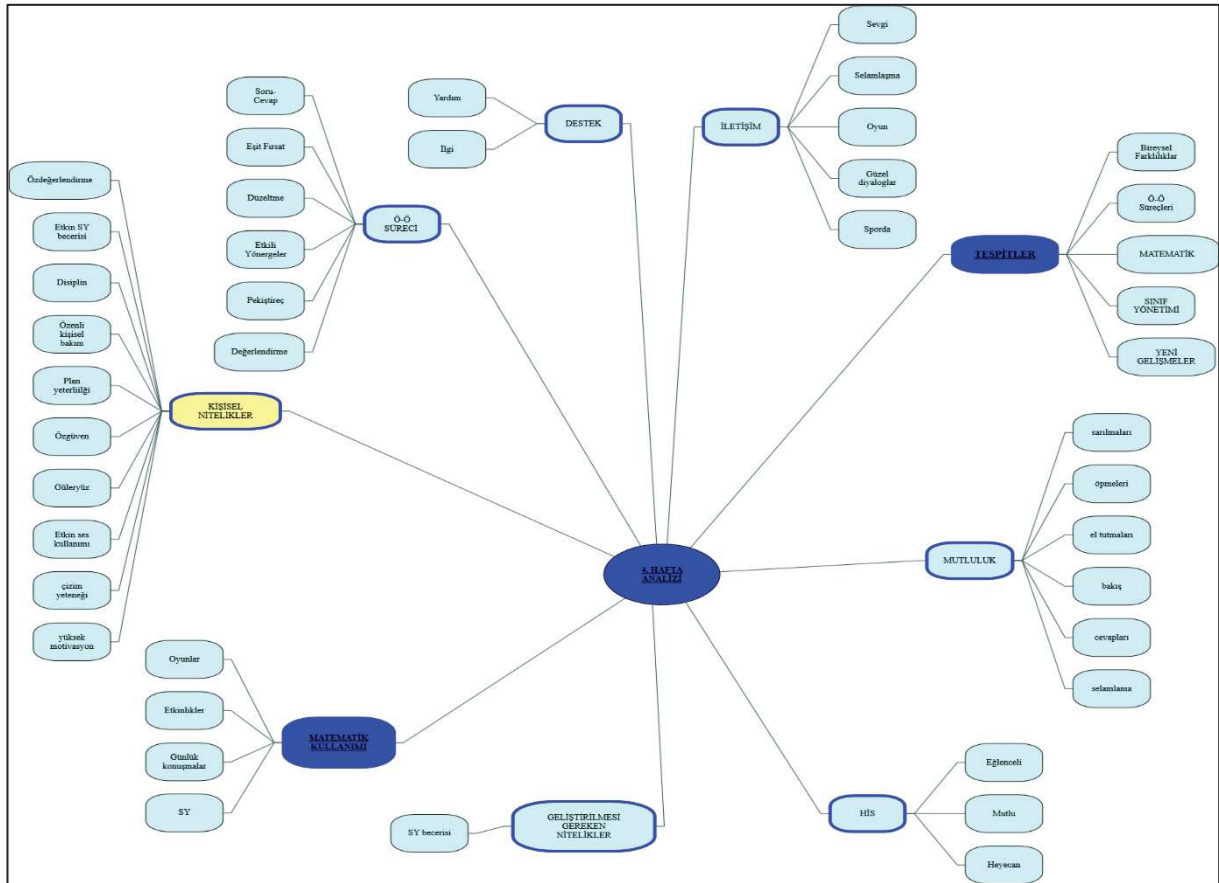 Sevgi
Selamlaşma
Oyun
Güzel
diyaloglar
Sporda
İLETİŞİM
Yardım
İlgi
DESTEK
Soru-
Cevap
Eşit Fırsat
Düzeltme
Etkili
Yönergeler
Pekiştireç
Değerlendirme
Ö-Ö
SÜRECİ
Bireysel
Farklılıklar
Ö-Ö
Süreçleri
MATEMATİK
SINIF
YÖNETİMİ
YENİ
GELİŞMELER
TESPİTLER
Özdeğerlendirme
Etkin SY
becerisi
Disiplin
Özenli
kişisel
bakım
Plan
yeterliilği
Özgüven
Güleryüz
Etkin ses
kullanımı
çizim
yeteneği
yüksek
motivasyon
KİŞİSEL
NİTELİKLER
sarılmaları
öpmeleri
el tutmaları
bakış
cevapları
selamlama
MUTLULUK
4. HAFTA
ANALİZİ
Oyunlar
Etkinlikler
Günlük
konuşmalar
SY
MATEMATİK
KULLANIMI
SY becerisi
GELİŞTİRİLMESİ
GEREKEN
NİTELİKLER
HİS
Eğlenceli
Mutlu
Heyecan